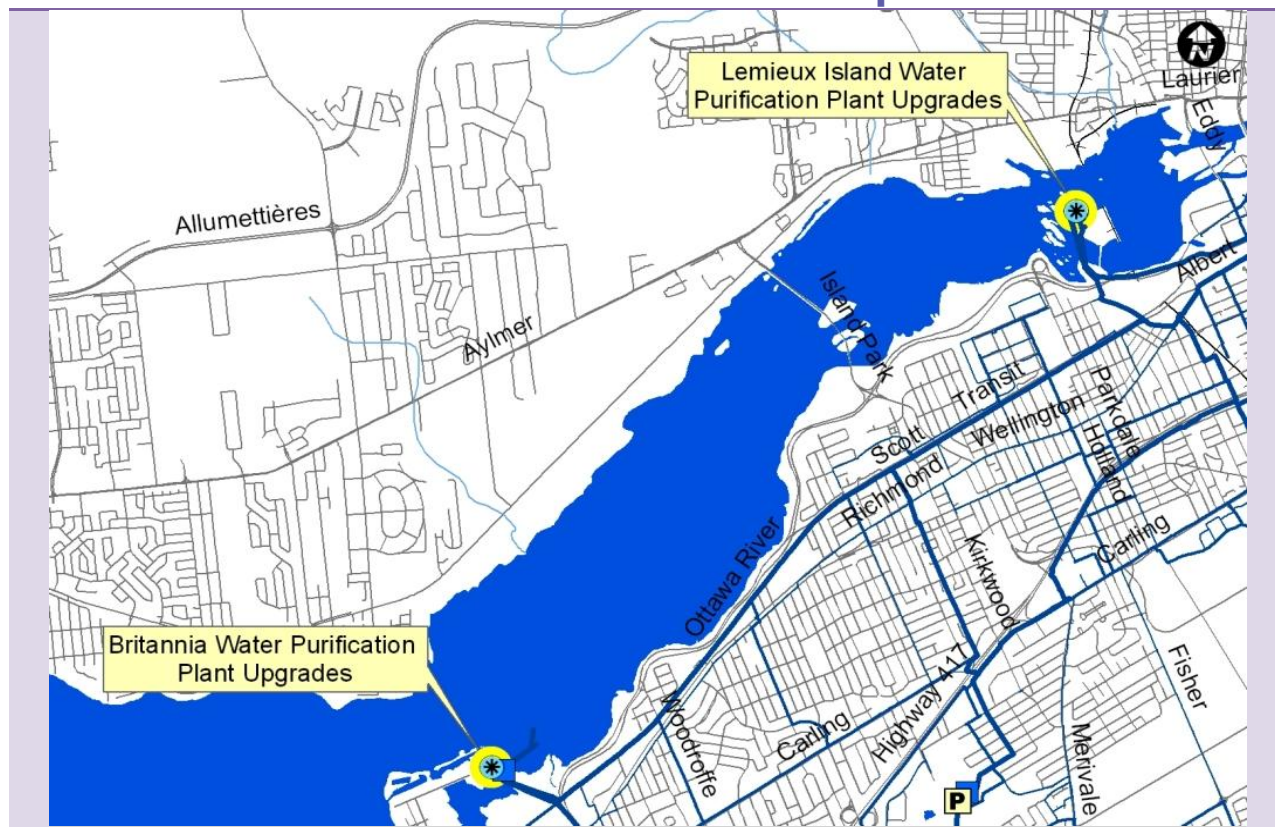 N
Laurier
Eddy
Lemieux Island Water
Purification Plant Upgrades
Allumettières
Aylmer
Island Park
Albert
Transit
Scott
Wellington
Parkdale
Holland
Richmond
Carling
Ottawa River
Kirkwood
Britannia Water Purification
Plant Upgrades
Woodroffe
Carling
Highway 417
Fisher
Merivale
P